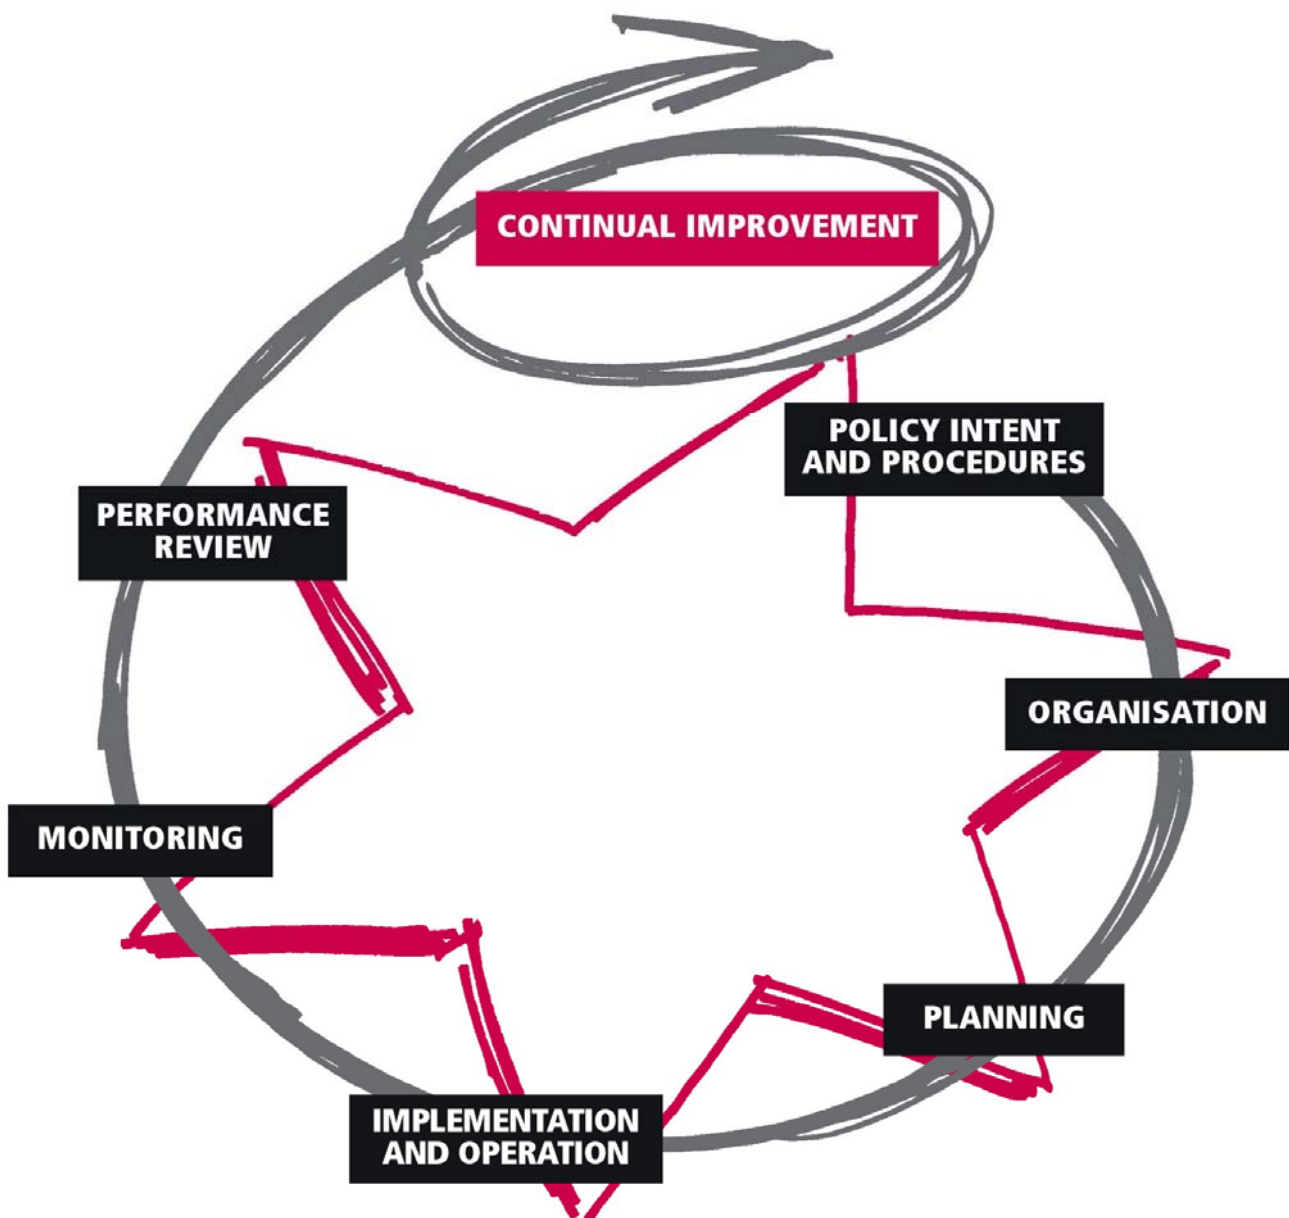 CONTINUAL IMPROVEMENT
POLICY INTENT
AND PROCEDURES
ORGANISATION
PLANNING
IMPLEMENTATION
AND OPERATION
MONITORING
PERFORMANCE
REVIEW